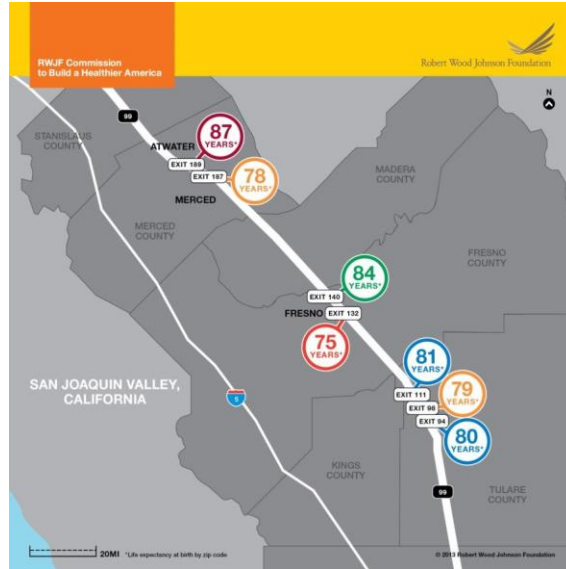 RWJF Commission
to Build a Healthier America
Robert Wood Johnson Foundation
N
99
STANISLAUS
COUNTY
ATWATER
87
YEARS*
EXIT 189
EXIT 187
78
YEARS*
MERCED
MADERA
COUNTY
MERCED
COUNTY
FRESNO
COUNTY
84
YEARS*
EXIT 140
FRESNO
EXIT 132
75
YEARS*
81
YEARS*
SAN JOAQUIN VALLEY,
CALIFORNIA
5
EXIT 111
79
YEARS*
EXIT 98
EXIT 94
80
YEARS*
KINGS
COUNTY
99
TULARE
COUNTY
20MI
*Life expectancy at birth by zip code
© 2013 Robert Wood Johnson Foundation